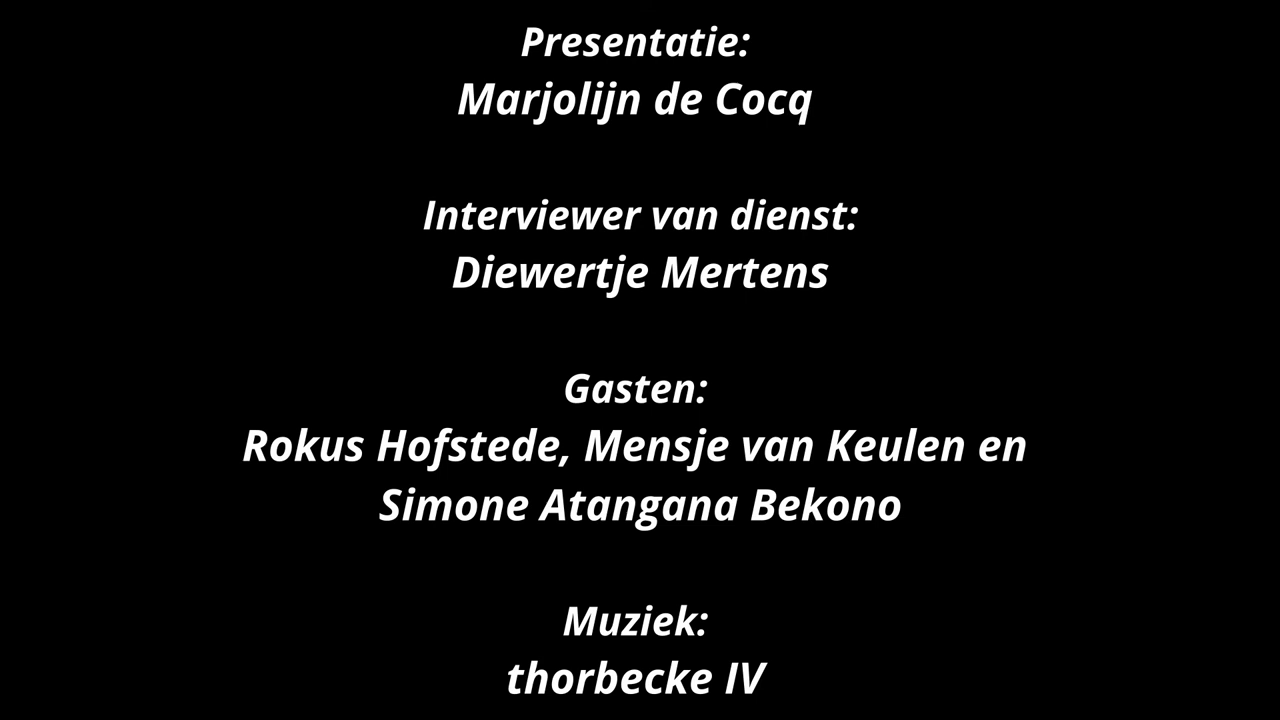 Presentatie:
Marjolijn de Cocq
Interviewer van dienst:
Diewertje Mertens
Gasten:
Rokus Hofstede, Mensje van Keulen en
Simone Atangana Bekono
Muziek:
thorbecke IV